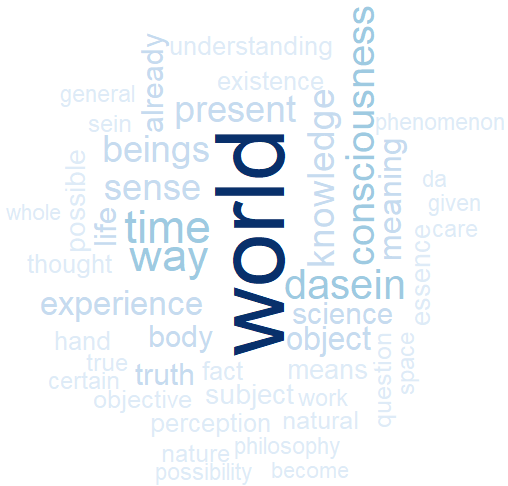 understanding
already
existence
general
present
consciousness
sein
knowledge
phenomenon
beings
world
meaning
possible
sense
da
whole
life
time
given
way
care
thought
dasein
essence
experience
science
hand
body
object
space
true
question
certain
truth
fact
means
objective
subject
work
perception
natural
nature
philosophy
possibility
become